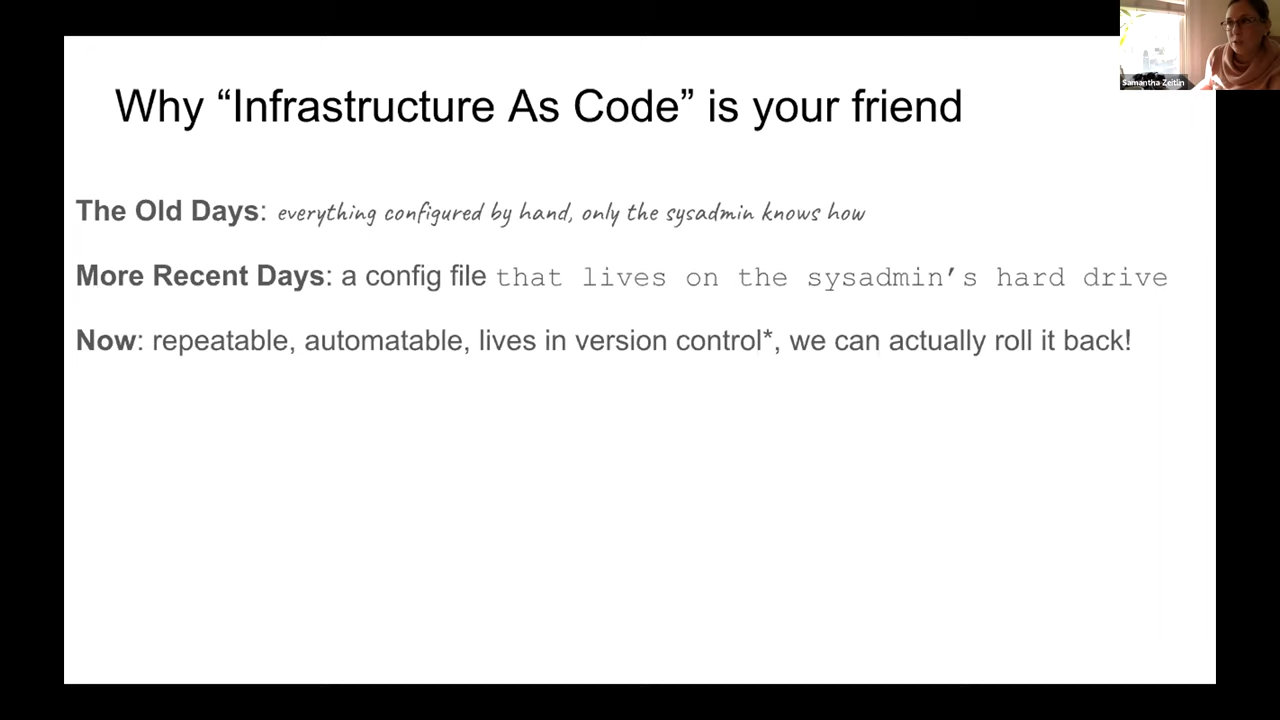 Why “Infrastructure As Code” is your friend
Samantha Zeitlin
The Old Days: everything configured by hand, only the sysadmin knows how
More Recent Days: a config file that lives on the sysadmin’s hard drive
Now: repeatable, automatable, lives in version control*, we can actually roll it back!